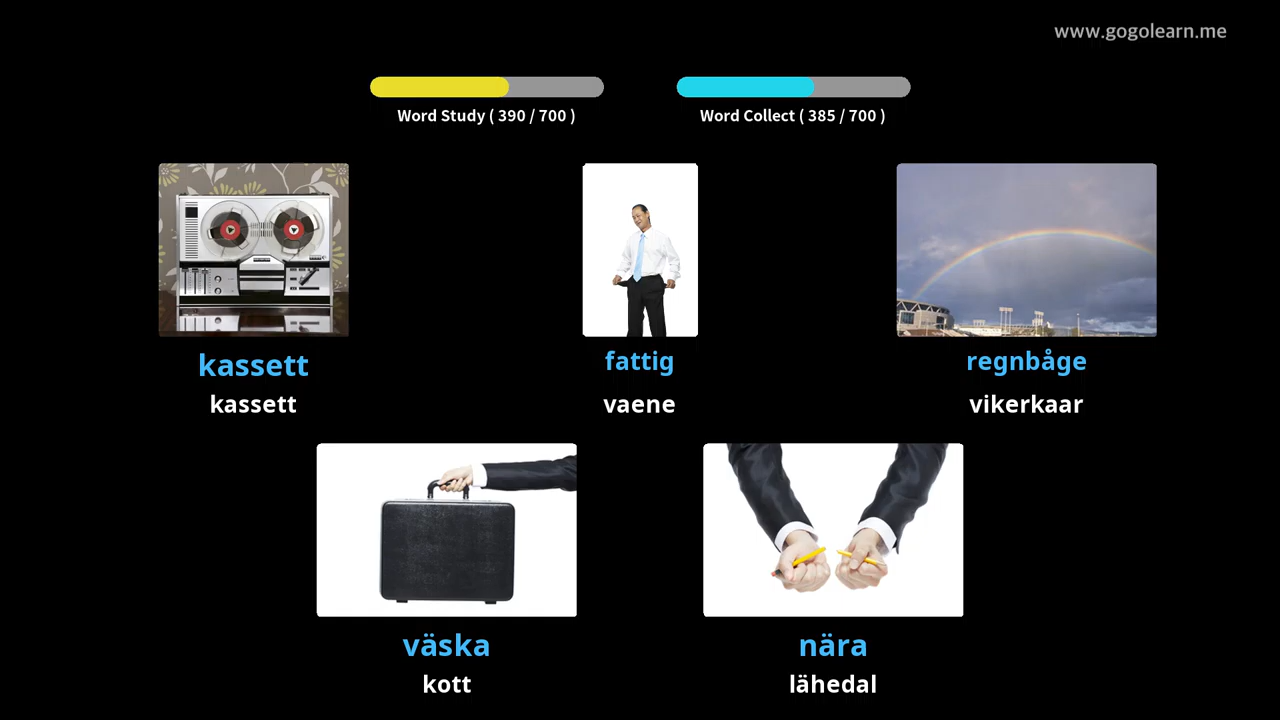 www.gogolearn.me
Word Study ( 390 / 700 )
Word Collect ( 385 / 700 )
kassett
kassett
fattig
vaene
regnbåge
vikerkaar
väska
kott
nära
lähedal